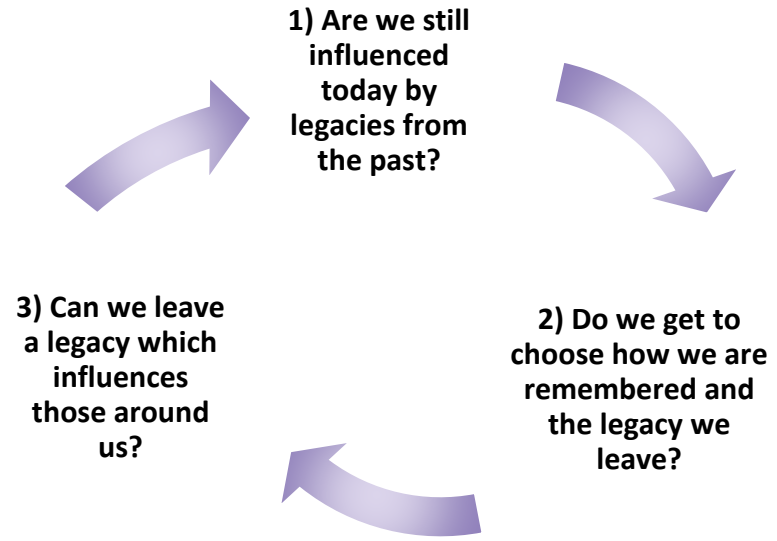 1) Are we still
influenced
today by
legacies from
the past?
2) Do we get to
choose how we are
remembered and
the legacy we
leave?
3) Can we leave
a legacy which
influences
those around
us?